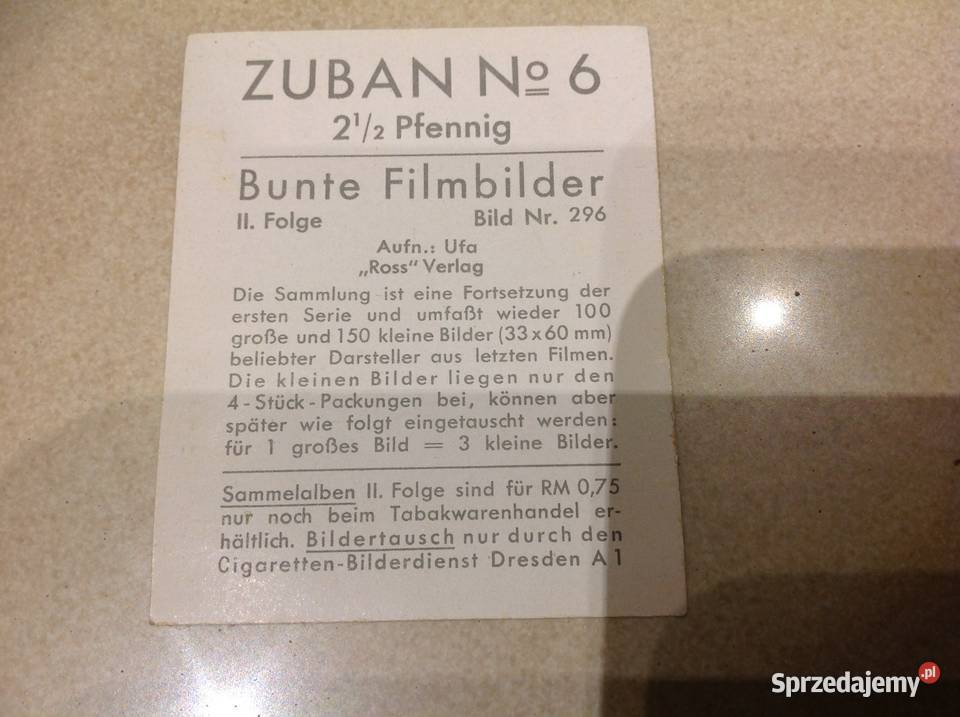 ZUBAN Nº 6
2¹/₂ Pfennig
Bunte Filmbilder
II. Folge Bild Nr. 296
Aufn.: Ufa
„Ross“ Verlag
Die Sammlung ist eine Fortsetzung der
ersten Serie und umfaßt wieder 100
große und 150 kleine Bilder (33x60 mm)
beliebter Darsteller aus letzten Filmen.
Die kleinen Bilder liegen nur den
4-Stück-Packungen bei, können aber
später wie folgt eingetauscht werden:
für 1 großes Bild = 3 kleine Bilder.
Sammelalben II. Folge sind für RM 0,75
nur noch beim Tabakwarenhandel er-
hältlich. Bildertausch nur durch den
Cigaretten-Bilderdienst Dresden A 1
Sprzedajemy.pl